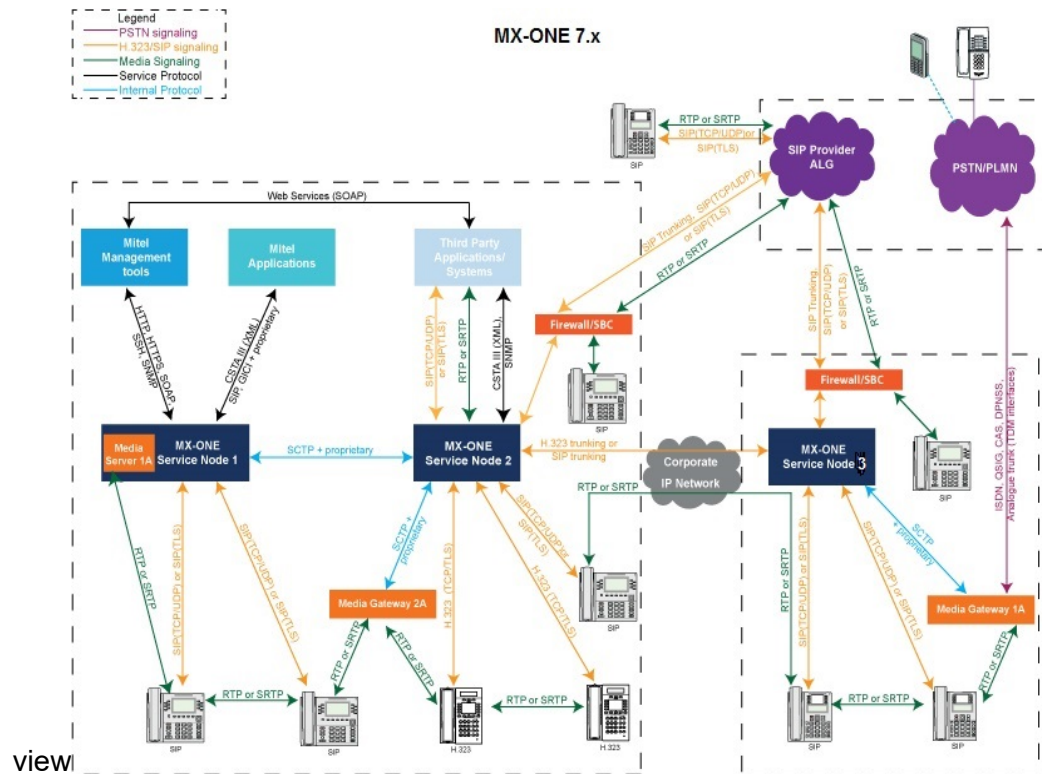 Legend
PSTN signaling
H.323/SIP signaling
Media Signaling
Service Protocol
Internal Protocol
MX-ONE 7.x
RTP or SRTP
SIP(TCP/UDP)or
SIP(TLS)
SIP
SIP Provider
ALG
PSTN/PLMN
Web Services (SOAP)
Mitel
Management
tools
Mitel
Applications
Third Party
Applications/
Systems
SIP Trunking, SIP(TCP/UDP)
or SIP(TLS)
RTP or SRTP
SIP Trunking,
SIP(TCP/UDP)
or SIP(TLS)
RTP or SRTP
HTTP, HTTPS, SOAP,
SSH, SNMP
CSTA III (XML)
SIP, GICI + proprietary
SIP(TCP/UDP)
or SIP(TLS)
RTP or SRTP
CSTA III (XML),
SNMP
Firewall/SBC
SIP
Firewall/SBC
SIP
ISDN, QSIG, CAS, DPNSS,
Analogue trunk (TDM interfaces)
Media
Server 1A
MX-ONE
Service Node 1
SCTP + proprietary
MX-ONE
Service Node 2
H.323 trunking or
SIP trunking
Corporate
IP Network
MX-ONE
Service Node 3
RTP or SRTP
SIP(TCP/UDP) or SIP(TLS)
SIP(TCP/UDP) or SIP(TLS)
SCTP +
proprietary
H.323 (TCP/TLS)
SIP(TCP/UDP)or
SIP(TLS)
H.323 (TCP/TLS)
RTP or SRTP
SIP
RTP or SRTP
SIP(TCP/UDP) or SIP(TLS)
SIP(TCP/UDP) or SIP(TLS)
SCTP
+ proprietary
Media Gateway 2A
Media Gateway 1A
RTP or SRTP
RTP or SRTP
RTP or SRTP
RTP or SRTP
RTP or SRTP
RTP or SRTP
RTP or SRTP
SIP
SIP
H.323
H.323
SIP
SIP
view